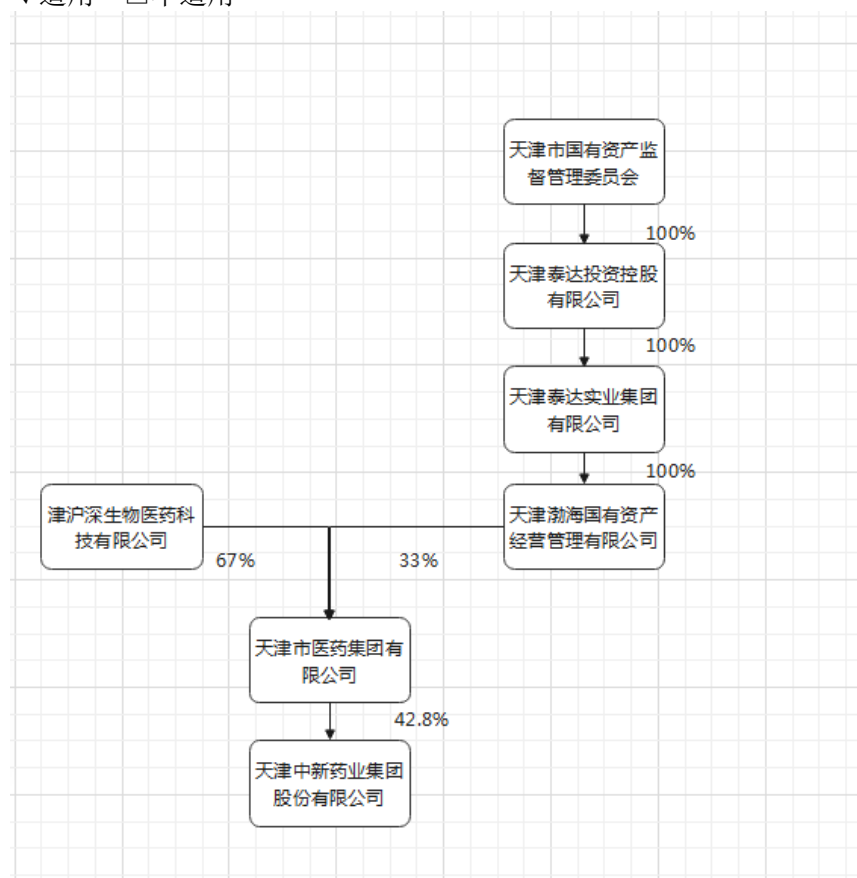 √适用 □不适用
天津市国有资产监
督管理委员会
100%
天津泰达投资控股
有限公司
100%
天津泰达实业集团
有限公司
100%
津沪深生物医药科
技有限公司
天津渤海国有资产
经营管理有限公司
67%
33%
天津市医药集团有
限公司
42.8%
天津中新药业集团
股份有限公司